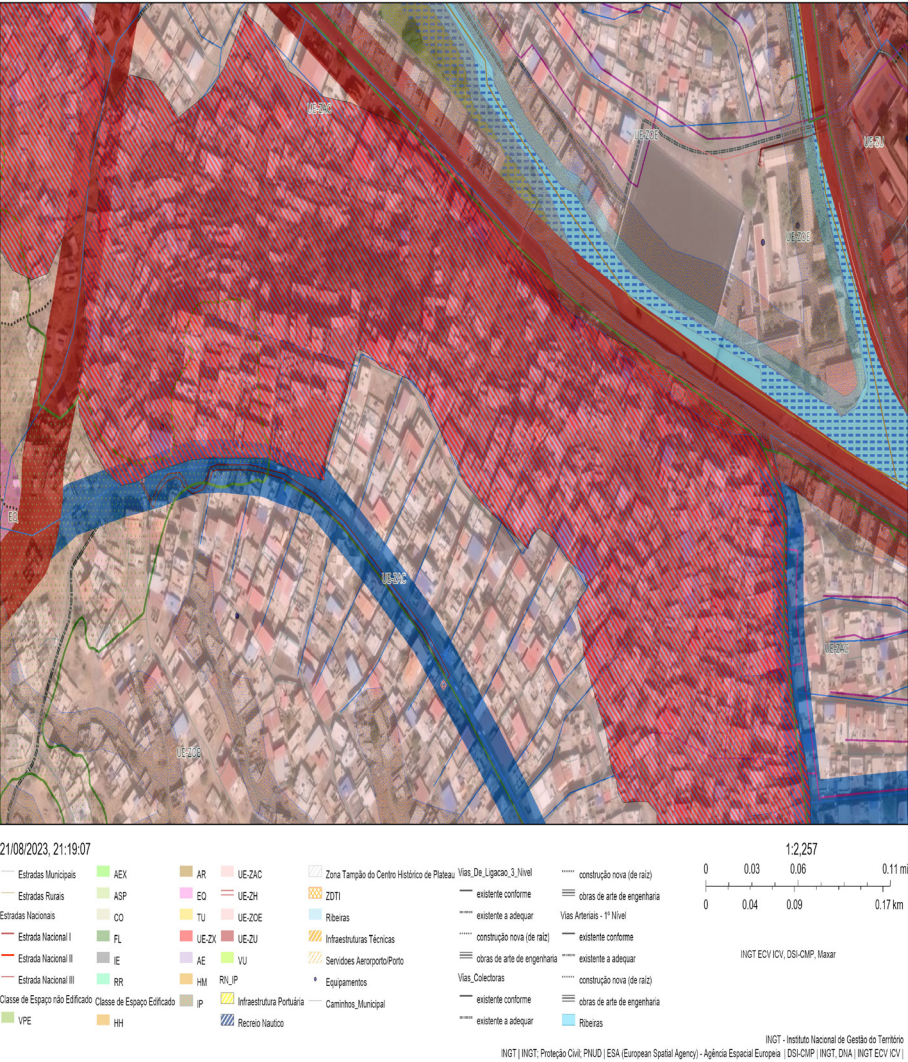 UE-ZAC
UE-ZOE
UE-ZU
UE-ZOE
EQ
UE-ZAC
UE-ZAC
UE-ZOE
21/08/2023, 21:19:07
1:2,257
0 0.03 0.06 0.11 mi
0 0.04 0.09 0.17 km
INGT ECV ICV, DSI-CMP, Maxar
Estradas Municipais
Estradas Rurais
Estradas Nacionais
Estrada Nacional I
Estrada Nacional II
Estrada Nacional III
Classe de Espaço não Edificado
VPE
AEX
ASP
CO
FL
IE
RR
Classe de Espaço Edificado
HH
AR
EQ
TU
UE-ZX
AE
HM
IP
UE-ZAC
UE-ZH
UE-ZOE
UE-ZU
VU
RN_IP
Infraestrutura Portuária
Recreio Nautico
Zona Tampão do Centro Histórico de Plateau
ZDTI
Ribeiras
Infraestruturas Técnicas
Servidoes Aerorporto/Porto
Equipamentos
Caminhos_Municipal
Vias_De_Ligacao_3_Nivel
existente conforme
existente a adequar
construção nova (de raíz)
obras de arte de engenharia
Vias_Colectoras
existente conforme
existente a adequar
construção nova (de raíz)
obras de arte de engenharia
Vias Arteriais - 1º Nível
existente conforme
existente a adequar
construção nova (de raíz)
obras de arte de engenharia
Ribeiras
INGT - Instituto Nacional de Gestão do Território
INGT | INGT; Proteção Civil; PNUD | ESA (European Spatial Agency) - Agência Espacial Europeia | DSI-CMP | INGT, DNA | INGT ECV ICV |